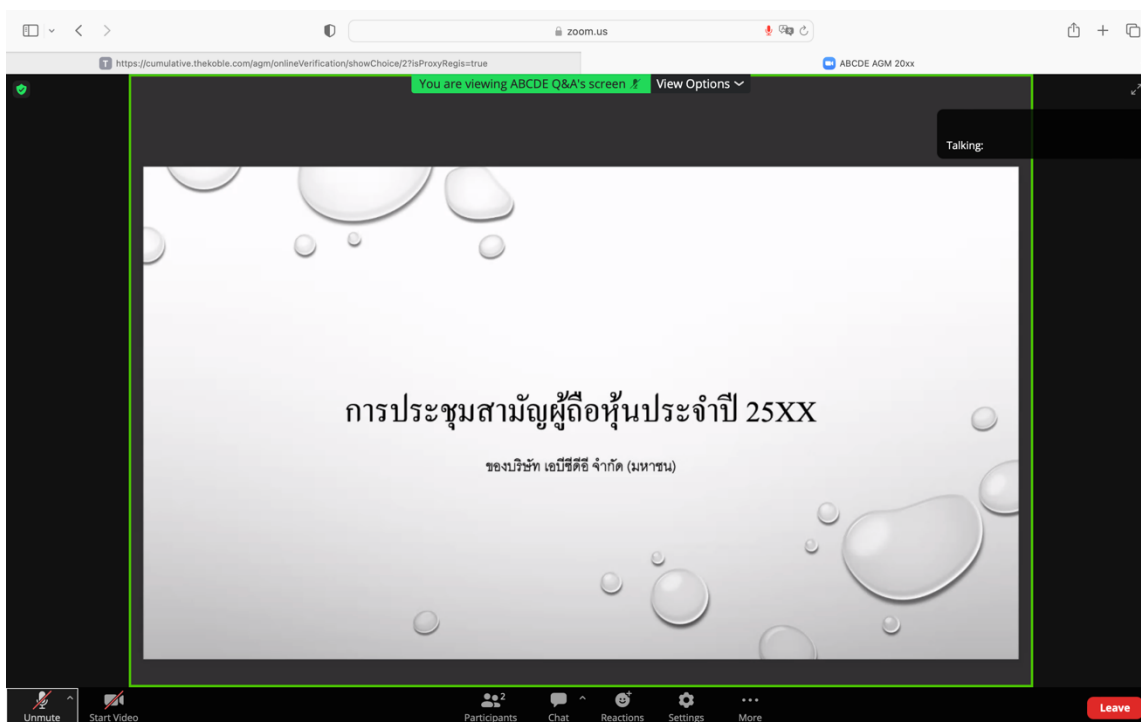 zoom.us
https://cumulative.thekoble.com/agm/onlineVerification/showChoice/2?isProxyRegis=true
ABCDE AGM 20xx
You are viewing ABCDE Q&A's screen
View Options
Talking:
การประชุมสามัญผู้ถือหุ้นประจำปี 25XX
ของบริษัท เอบีซีดีอี จำกัด (มหาชน)
2
Unmute
Start Video
Participants
Chat
Reactions
Settings
More
Leave